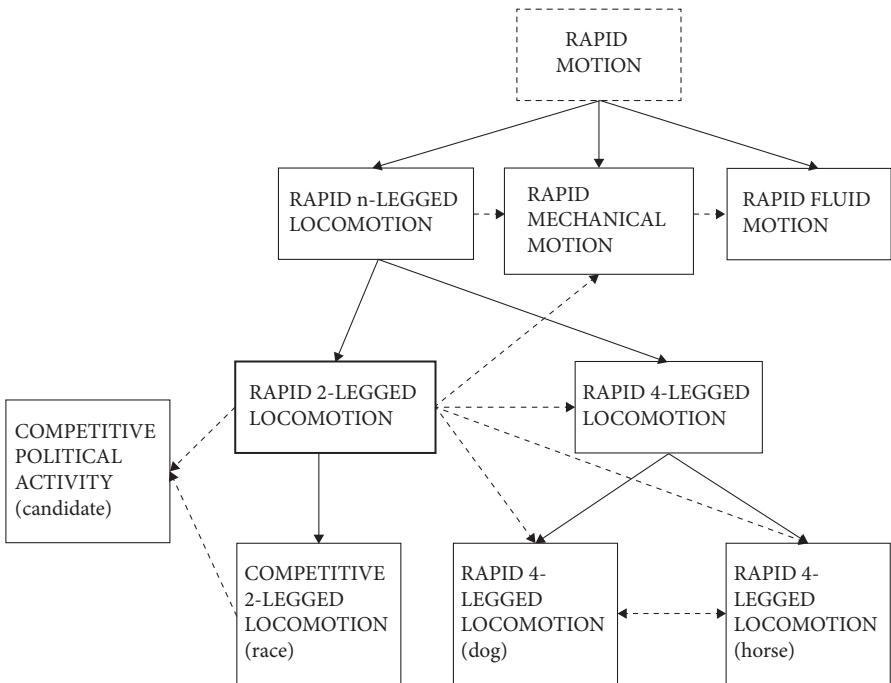 RAPID
MOTION
RAPID n-LEGGED
LOCOMOTION
RAPID
MECHANICAL
MOTION
RAPID FLUID
MOTION
RAPID 2-LEGGED
LOCOMOTION
RAPID 4-LEGGED
LOCOMOTION
COMPETITIVE
POLITICAL
ACTIVITY
(candidate)
COMPETITIVE
2-LEGGED
LOCOMOTION
(race)
RAPID 4-
LEGGED
LOCOMOTION
(dog)
RAPID 4-
LEGGED
LOCOMOTION
(horse)